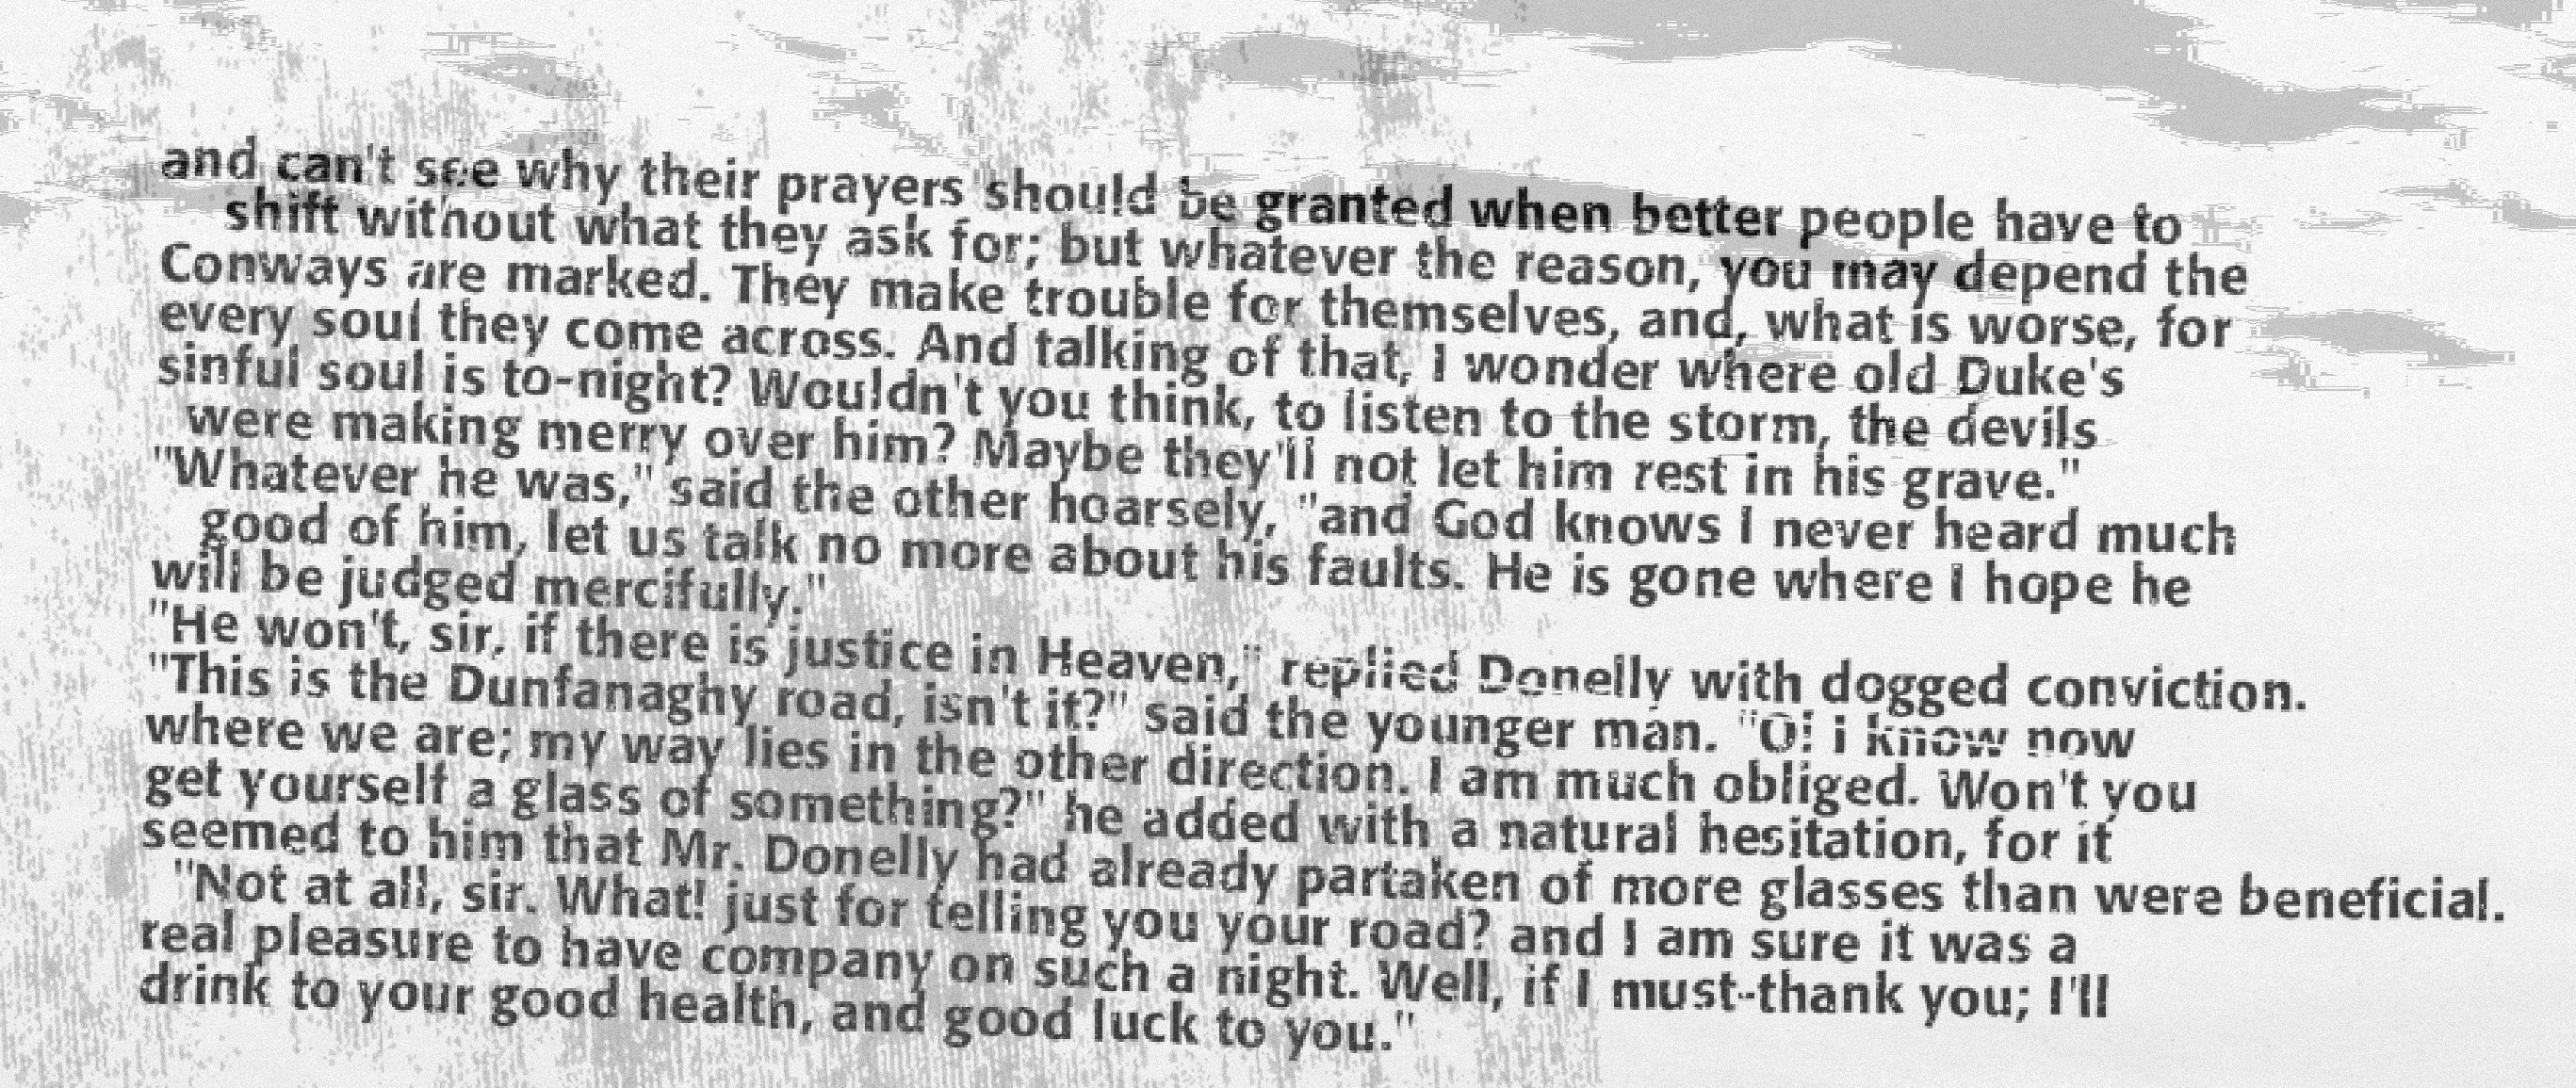 and can't see why their prayers should be granted when better people have to
shift without what they ask for; but whatever the reason, you may depend the
Conways are marked. They make trouble for themselves, and, what is worse, for
every soul they come across. And talking of that, I wonder where old Duke's
sinful soul is to-night? Wouldn't you think, to listen to the storm, the devils
were making merry over him? Maybe they'll not let him rest in his grave."
"Whatever he was," said the other hoarsely, "and God knows I never heard much
good of him, let us talk no more about his faults. He is gone where I hope he
will be judged mercifully."
"He won't, sir, if there is justice in Heaven," replied Donelly with dogged conviction.
"This is the Dunfanaghy road, isn't it?" said the younger man. "O! I know now
where we are; my way lies in the other direction. I am much obliged. Won't you
get yourself a glass of something?" he added with a natural hesitation, for it
seemed to him that Mr. Donelly had already partaken of more glasses than were beneficial.
"Not at all, sir. What! just for telling you your road? and I am sure it was a
real pleasure to have company on such a night. Well, if I must--thank you; I'll
drink to your good health, and good luck to you."